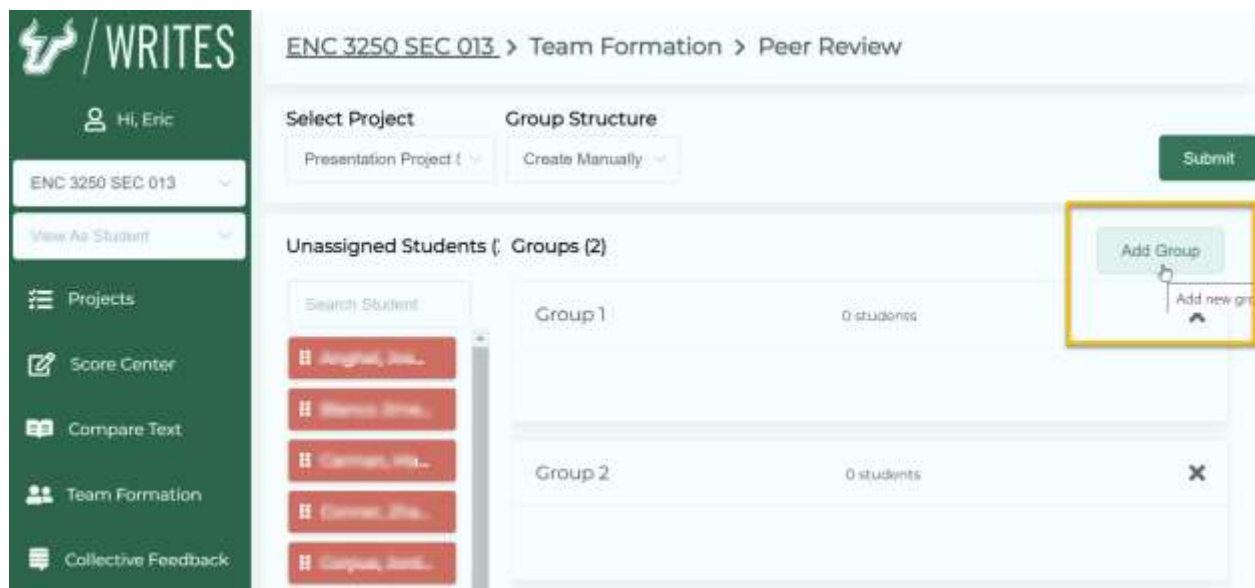 / WRITES
Hi, Eric
ENC 3250 SEC 013
View As Student
Projects
Score Center
Compare Text
Team Formation
Collective Feedback
ENC 3250 SEC 013 > Team Formation > Peer Review
Select Project
Group Structure
Presentation Project
Create Manually
Submit
Unassigned Students (
Groups (2)
Add Group
Add new gro
Search Student
Group 1
0 students
Group 2
0 students